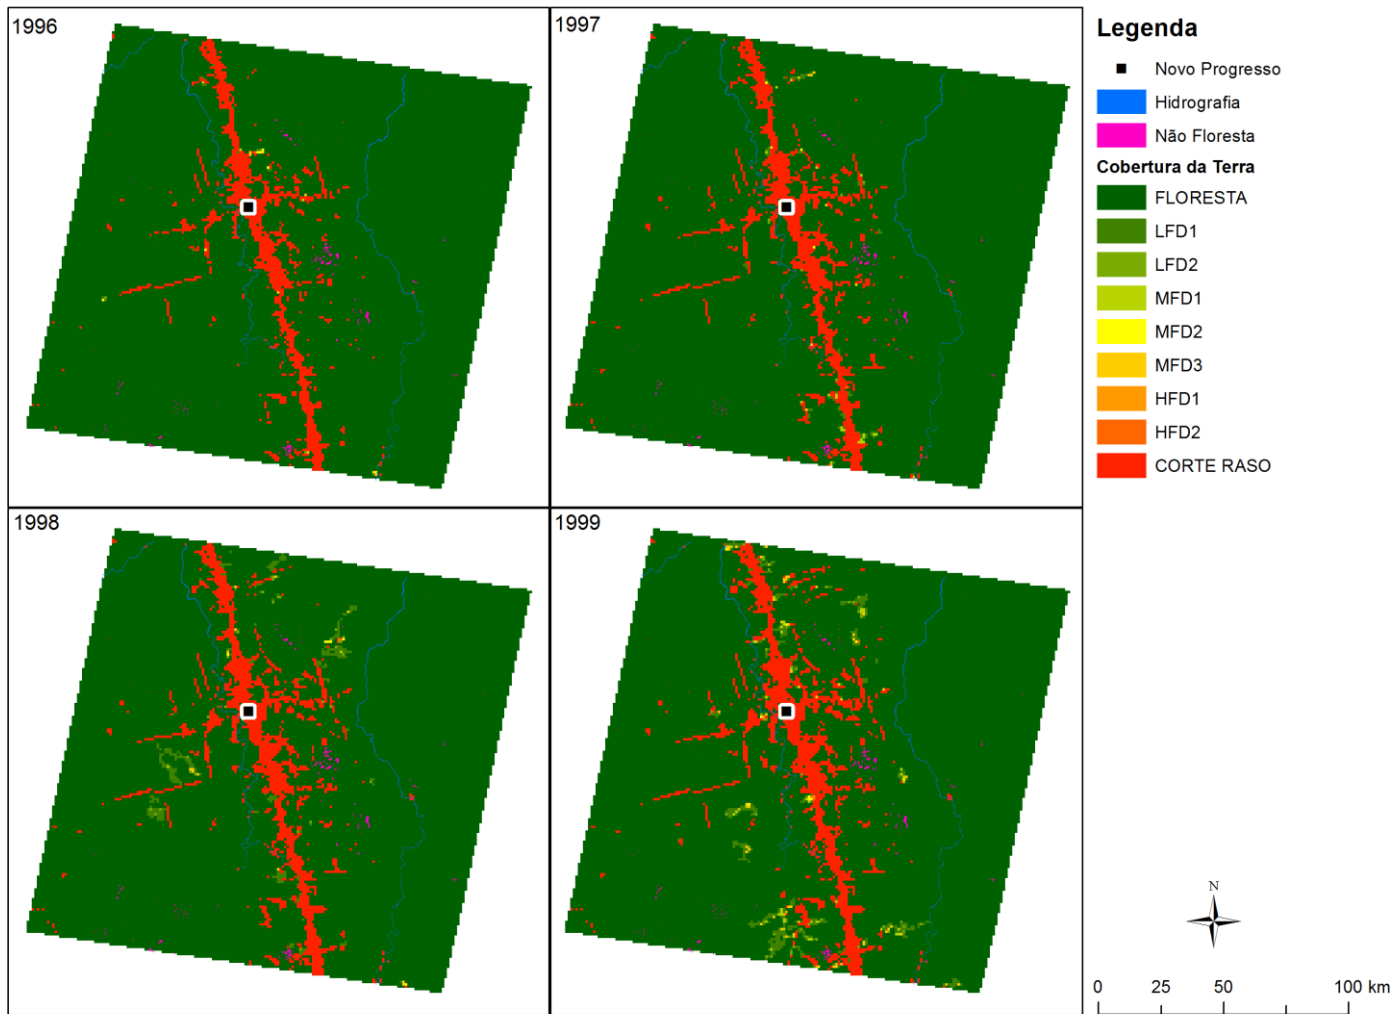 1996
1997
1998
1999
Legenda
Novo Progresso
Hidrografia
Não Floresta
Cobertura da Terra
FLORESTA
LFD1
LFD2
MFD1
MFD2
MFD3
HFD1
HFD2
CORTE RASO
N
0 25 50 100 km